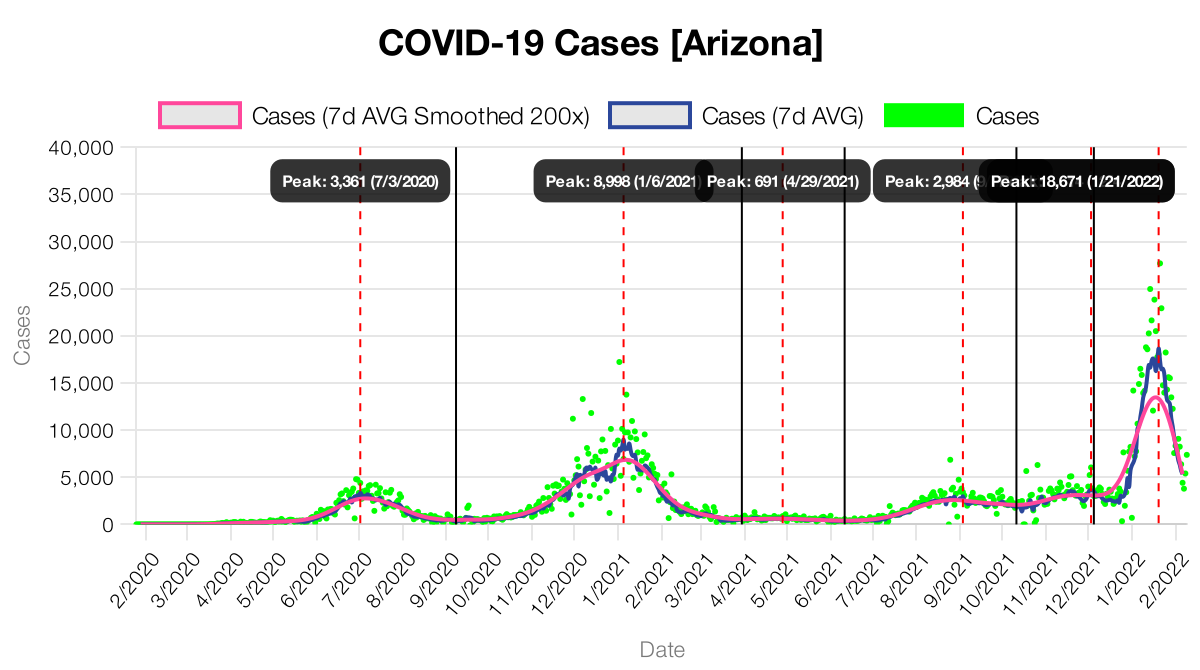 COVID-19 Cases [Arizona]
Cases (7d AVG Smoothed 200x) Cases (7d AVG) Cases
40,000
35,000
30,000
25,000
20,000
15,000
10,000
5,000
0
Peak: 3,361 (7/3/2020) Peak: 8,998 (1/6/2021 Peak: 691 (4/29/2021) Peak: 2,984 (9 Peak: 18,671 (1/21/2022)
Cases
2/2020 3/2020 4/2020 5/2020 6/2020 7/2020 8/2020 9/2020 10/2020 11/2020 12/2020 1/2021 2/2021 3/2021 4/2021 5/2021 6/2021 7/2021 8/2021 9/2021 10/2021 11/2021 12/2021 1/2022 2/2022
Date